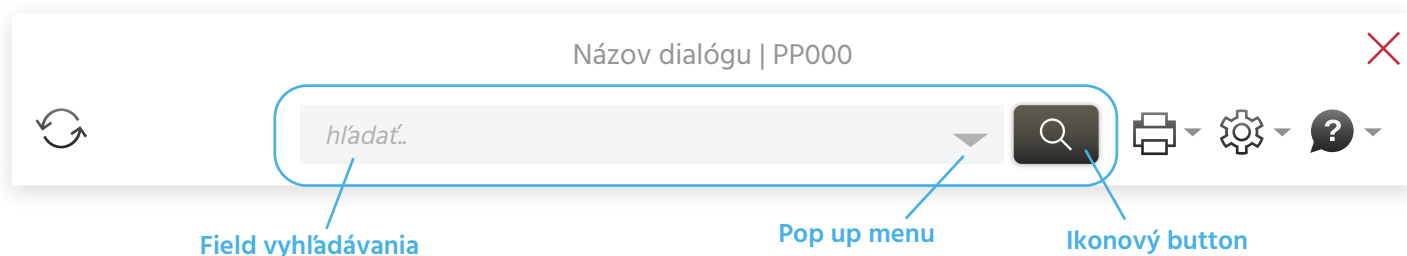 Názov dialógu | PP000
hľadať...
?
Field vyhľadávania
Pop up menu
Ikonový button